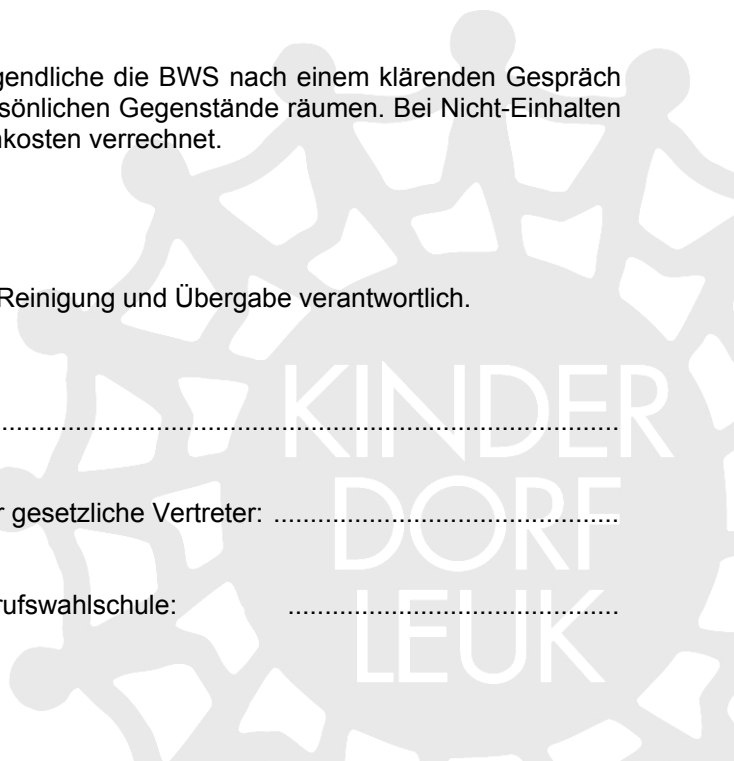 gendliche die BWS nach einem klärenden Gespräch
sönlichen Gegenstände räumen. Bei Nicht-Einhalten
kosten verrechnet.
Reinigung und Übergabe verantwortlich.
KINDER
....................................................................................
r gesetzliche Vertreter: ...............................................
DORF
rufswahlschule: .............................................
LEUK